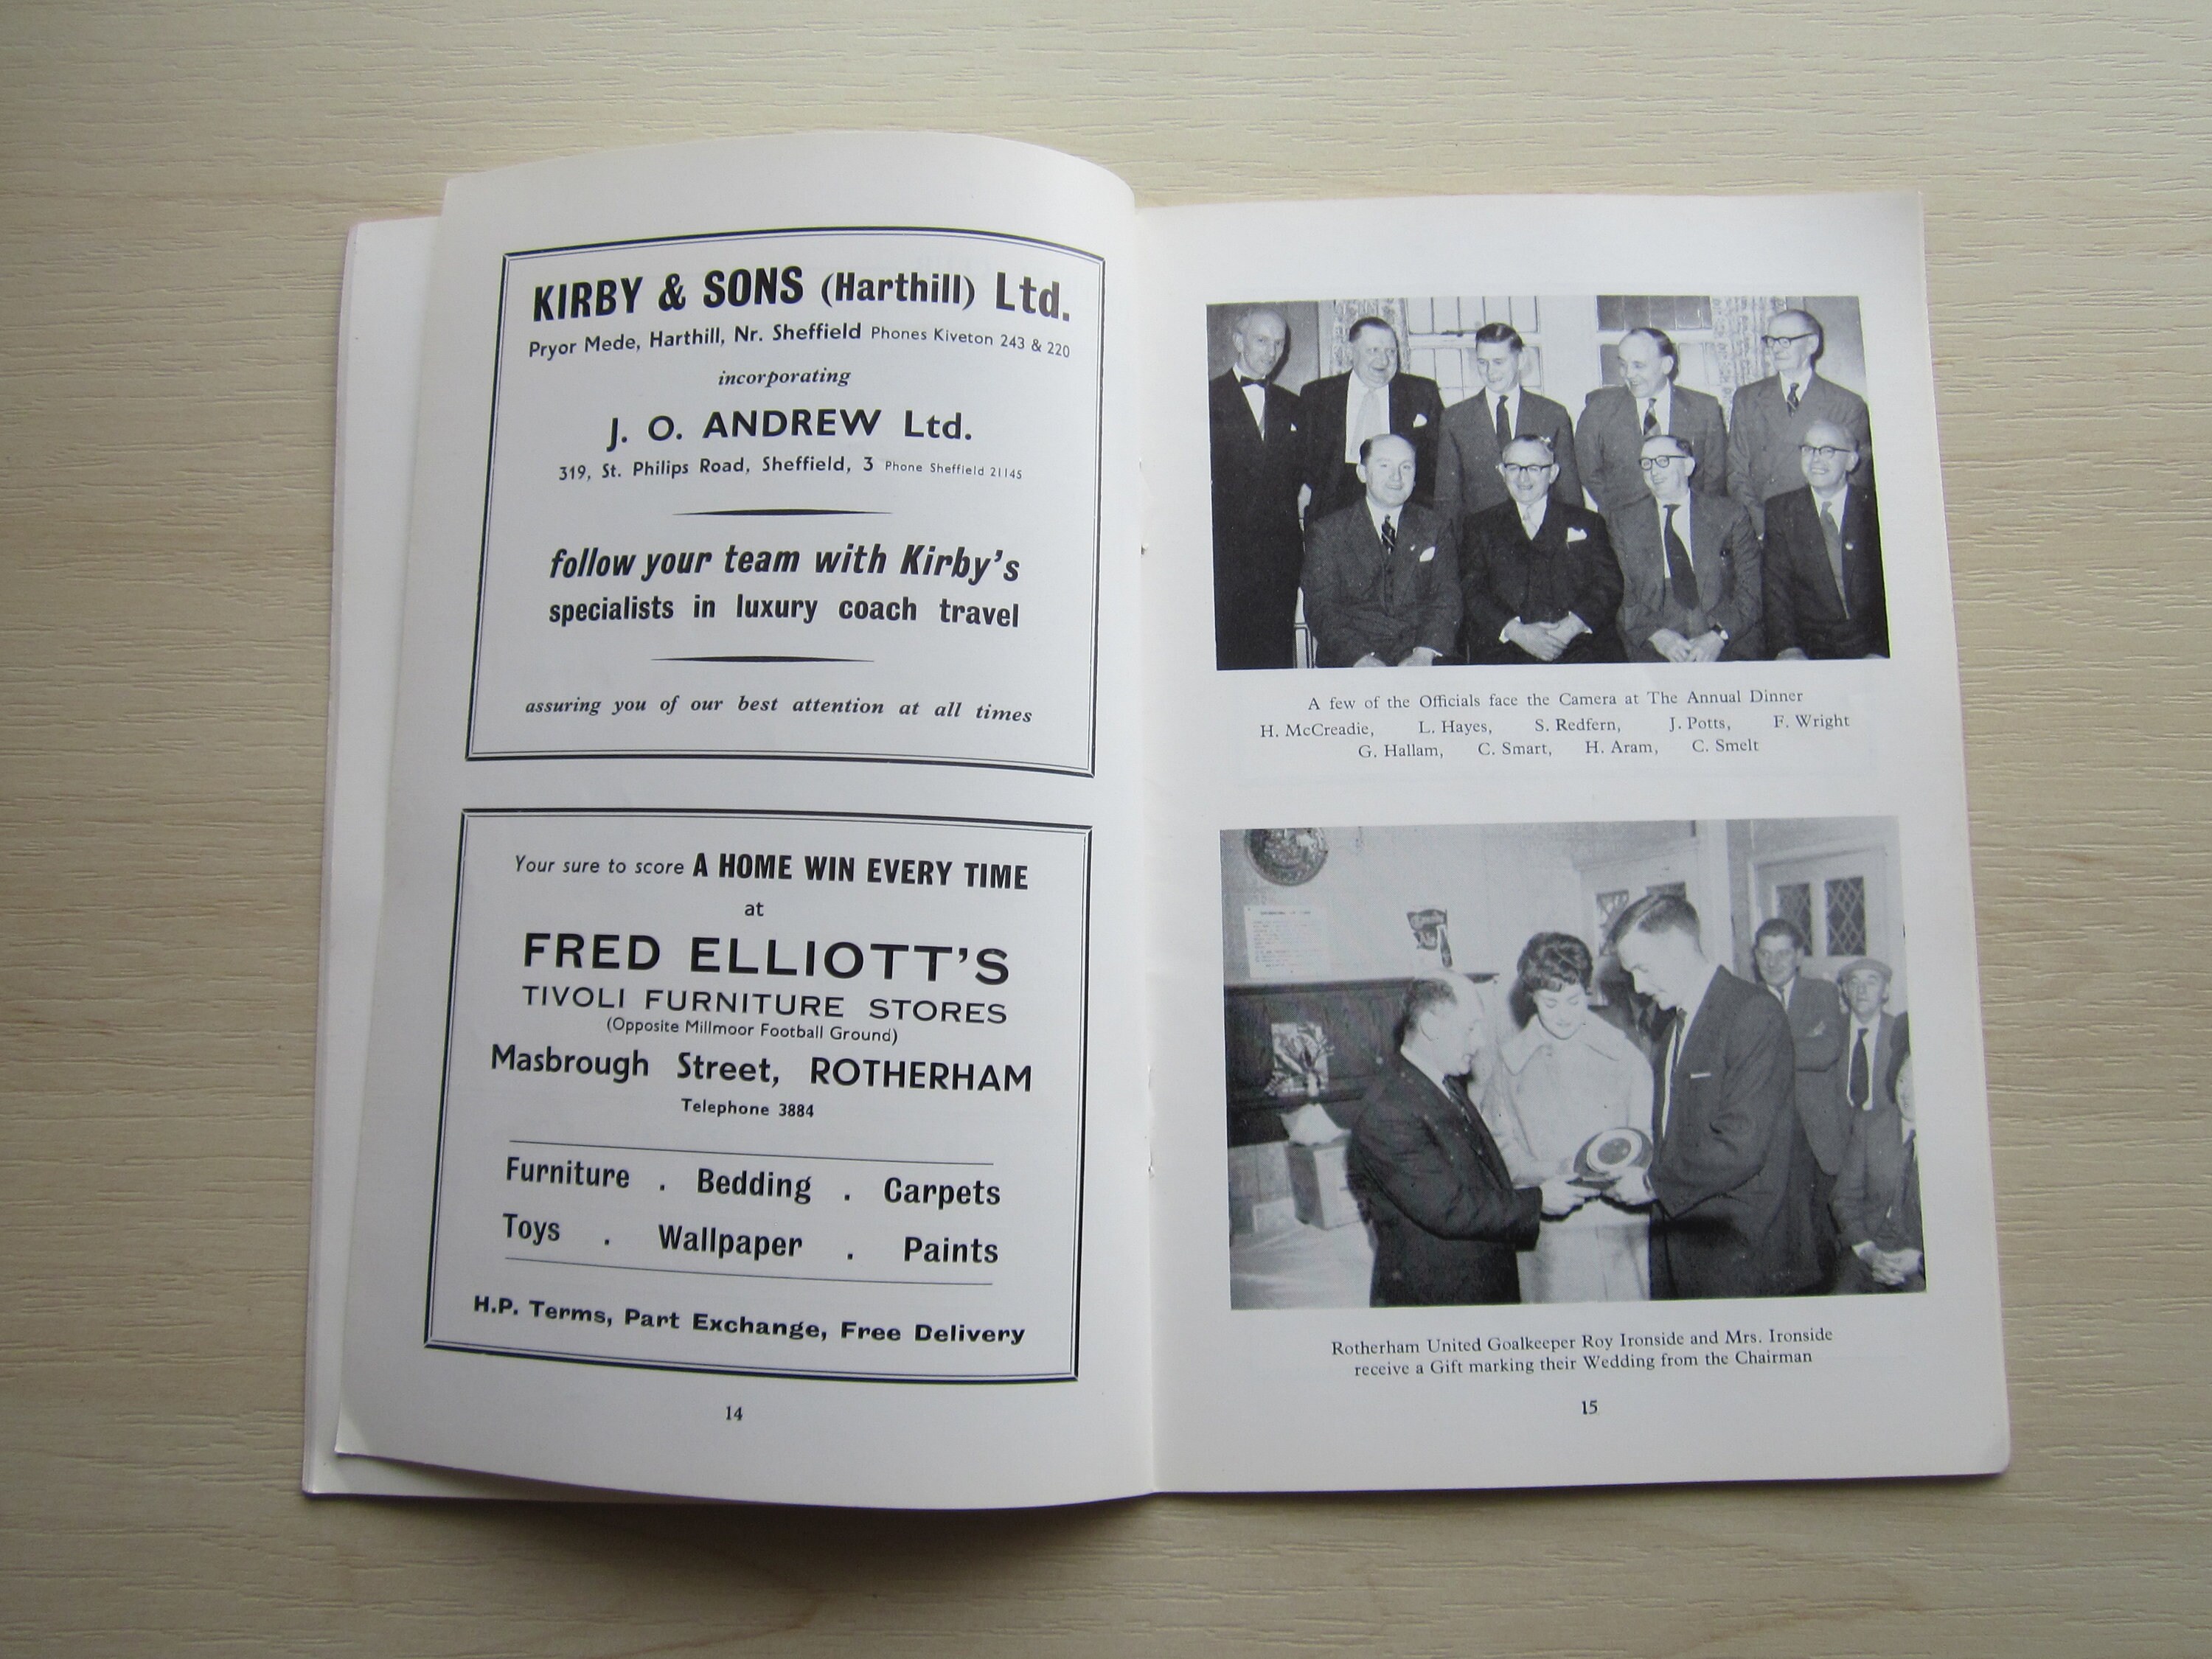 KIRBY & SONS (Harthill) Ltd.
Pryor Mede, Harthill, Nr. Sheffield Phones Kiveton 243 & 220
incorporating
J. O. ANDREW Ltd.
319, St. Philips Road, Sheffield, 3 Phone Sheffield 21145
follow your team with Kirby's
specialists in luxury coach travel
assuring you of our best attention at all times
Your sure to score A HOME WIN EVERY TIME
at
FRED ELLIOTT'S
TIVOLI FURNITURE STORES
(Opposite Millmoor Football Ground)
Masbrough Street, ROTHERHAM
Telephone 3884
Furniture . Bedding . Carpets
Toys . Wallpaper . Paints
H.P. Terms, Part Exchange, Free Delivery
14
A few of the Officials face the Camera at The Annual Dinner
H. McCreadie, L. Hayes, S. Redfern, J. Potts, F. Wright
G. Hallam, C. Smart, H. Aram, C. Smelt
Rotherham United Goalkeeper Roy Ironside and Mrs. Ironside
receive a Gift marking their Wedding from the Chairman
15